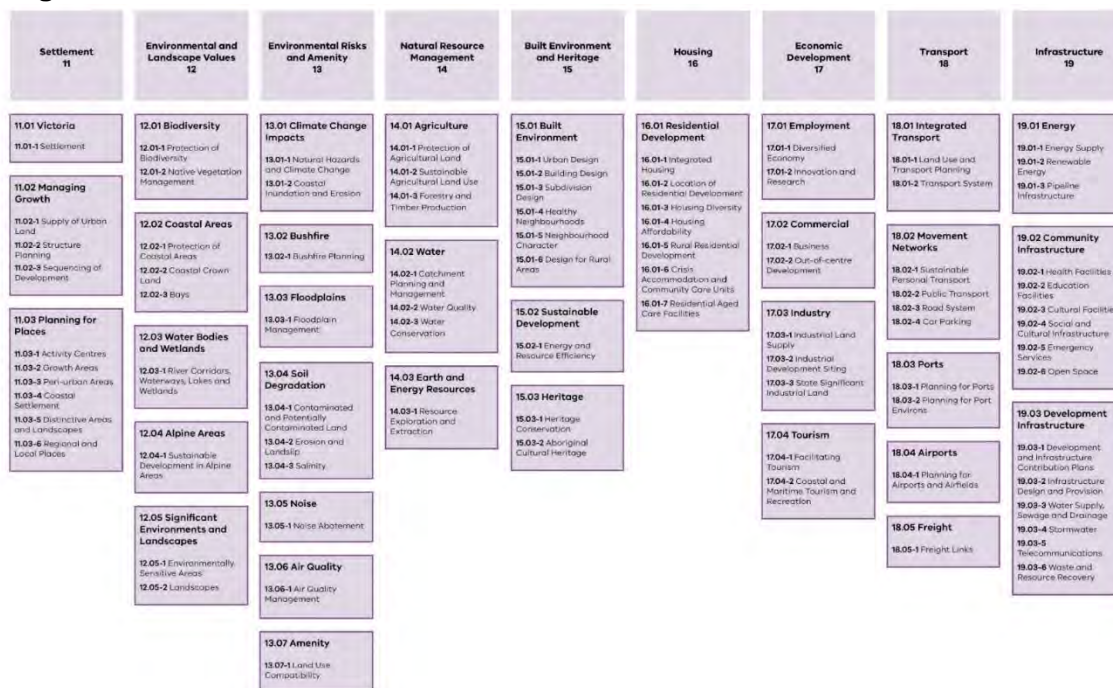 Settlement
11
Environmental and
Landscape Values
12
Environmental Risks
and Amenity
13
Natural Resource
Management
14
Built Environment
and Heritage
15
Housing
16
Economic
Development
17
Transport
18
Infrastructure
19
11.01 Victoria
11.01-1 Settlement
11.02 Managing
Growth
11.02-1 Supply of Urban
Land
11.02-2 Structure
Planning
11.02-3 Sequencing of
Development
11.03 Planning for
Places
11.03-1 Activity Centres
11.03-2 Growth Areas
11.03-3 Peri-urban Areas
11.03-4 Coastal
Settlement
11.03-5 Distinctive Areas
and Landscapes
11.03-6 Regional and
Local Places
12.01 Biodiversity
12.01-1 Protection of
Biodiversity
12.01-2 Native Vegetation
Management
12.02 Coastal Areas
12.02-1 Protection of
Coastal Areas
12.02-2 Coastal Crown
Land
12.02-3 Bays
12.03 Water Bodies
and Wetlands
12.03-1 River Corridors,
Waterways, Lakes and
Wetlands
12.04 Alpine Areas
12.04-1 Sustainable
Development in Alpine
Areas
12.05 Significant
Environments and
Landscapes
12.05-1 Environmentally
Sensitive Areas
12.05-2 Landscapes
13.01 Climate Change
Impacts
13.01-1 Natural Hazards
and Climate Change
13.01-2 Coastal
Inundation and Erosion
13.02 Bushfire
13.02-1 Bushfire Planning
13.03 Floodplains
13.03-1 Floodplain
Management
13.04 Soil
Degradation
13.04-1 Contaminated
and Potentially
Contaminated Land
13.04-2 Erosion and
Landslip
13.04-3 Salinity
13.05 Noise
13.05-1 Noise Abatement
13.06 Air Quality
13.06-1 Air Quality
Management
13.07 Amenity
13.07-1 Land Use
Compatibility
14.01 Agriculture
14.01-1 Protection of
Agricultural Land
14.01-2 Sustainable
Agricultural Land Use
14.01-3 Forestry and
Timber Production
14.02 Water
14.02-1 Catchment
Planning and
Management
14.02-2 Water Quality
14.02-3 Water
Conservation
14.03 Earth and
Energy Resources
14.03-1 Resource
Exploration and
Extraction
15.01 Built
Environment
15.01-1 Urban Design
15.01-2 Building Design
15.01-3 Subdivision
Design
15.01-4 Healthy
Neighbourhoods
15.01-5 Neighbourhood
Character
15.01-6 Design for Rural
Areas
15.02 Sustainable
Development
15.02-1 Energy and
Resource Efficiency
15.03 Heritage
15.03-1 Heritage
Conservation
15.03-2 Aboriginal
Cultural Heritage
16.01 Residential
Development
16.01-1 Integrated
Housing
16.01-2 Location of
Residential Development
16.01-3 Housing Diversity
16.01-4 Housing
Affordability
16.01-5 Rural Residential
Development
16.01-6 Crisis
Accommodation and
Community Care Units
16.01-7 Residential Aged
Care Facilities
17.01 Employment
17.01-1 Diversified
Economy
17.01-2 Innovation and
Research
17.02 Commercial
17.02-1 Business
17.02-2 Out-of-centre
Development
17.03 Industry
17.03-1 Industrial Land
Supply
17.03-2 Industrial
Development Siting
17.03-3 State Significant
Industrial Land
17.04 Tourism
17.04-1 Facilitating
Tourism
17.04-2 Coastal and
Maritime Tourism and
Recreation
18.01 Integrated
Transport
18.01-1 Land Use and
Transport Planning
18.01-2 Transport System
18.02 Movement
Networks
18.02-1 Sustainable
Personal Transport
18.02-2 Public Transport
18.02-3 Road System
18.02-4 Car Parking
18.03 Ports
18.03-1 Planning for Ports
18.03-2 Planning for Port
Environs
18.04 Airports
18.04-1 Planning for
Airports and Airfields
18.05 Freight
18.05-1 Freight Links
19.01 Energy
19.01-1 Energy Supply
19.01-2 Renewable
Energy
19.01-3 Pipeline
Infrastructure
19.02 Community
Infrastructure
19.02-1 Health Facilities
19.02-2 Education
Facilities
19.02-3 Cultural Facilitie
19.02-4 Social and
Cultural Infrastructure
19.02-5 Emergency
Services
19.02-6 Open Space
19.03 Development
Infrastructure
19.03-1 Development
and Infrastructure
Contribution Plans
19.03-2 Infrastructure
Design and Provision
19.03-3 Water Supply,
Sewage and Drainage
19.03-4 Stormwater
19.03-5
Telecommunications
19.03-6 Waste and
Resource Recovery